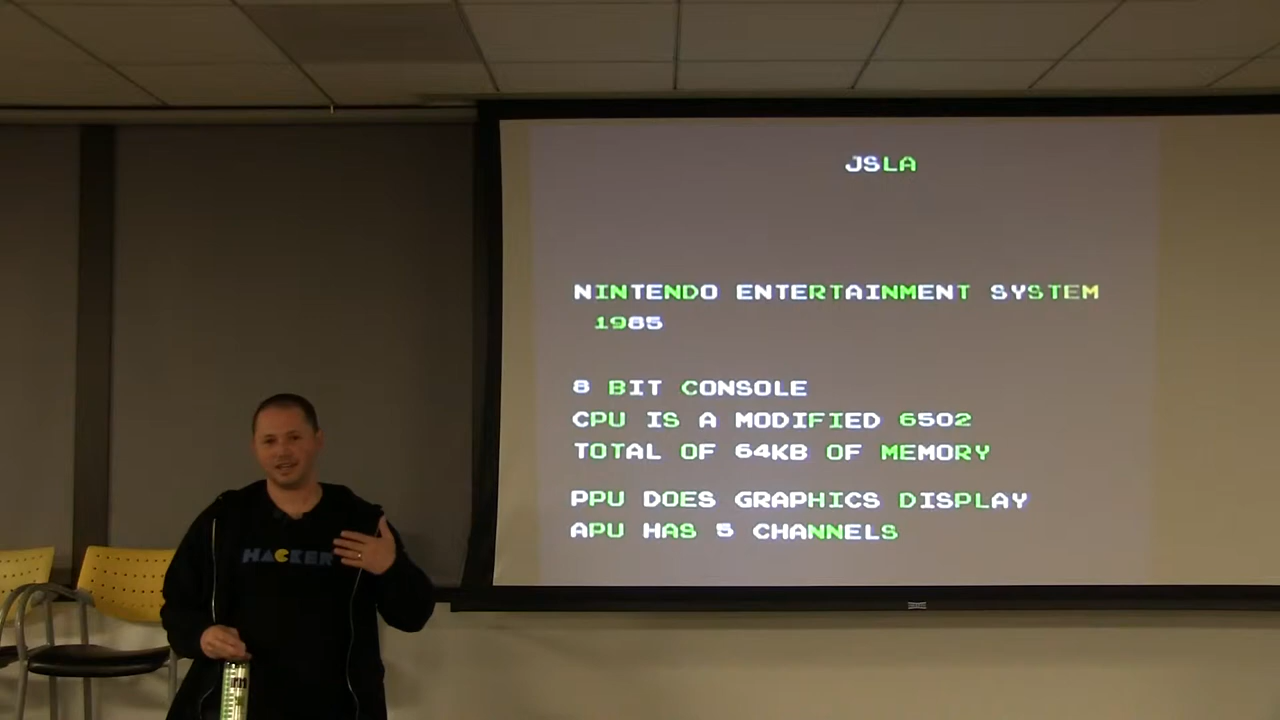 JSLA
NINTENDO ENTERTAINMENT SYSTEM
1985
8 BIT CONSOLE
CPU IS A MODIFIED 6502
TOTAL OF 64KB OF MEMORY
PPU DOES GRAPHICS DISPLAY
APU HAS 5 CHANNELS
HACKER